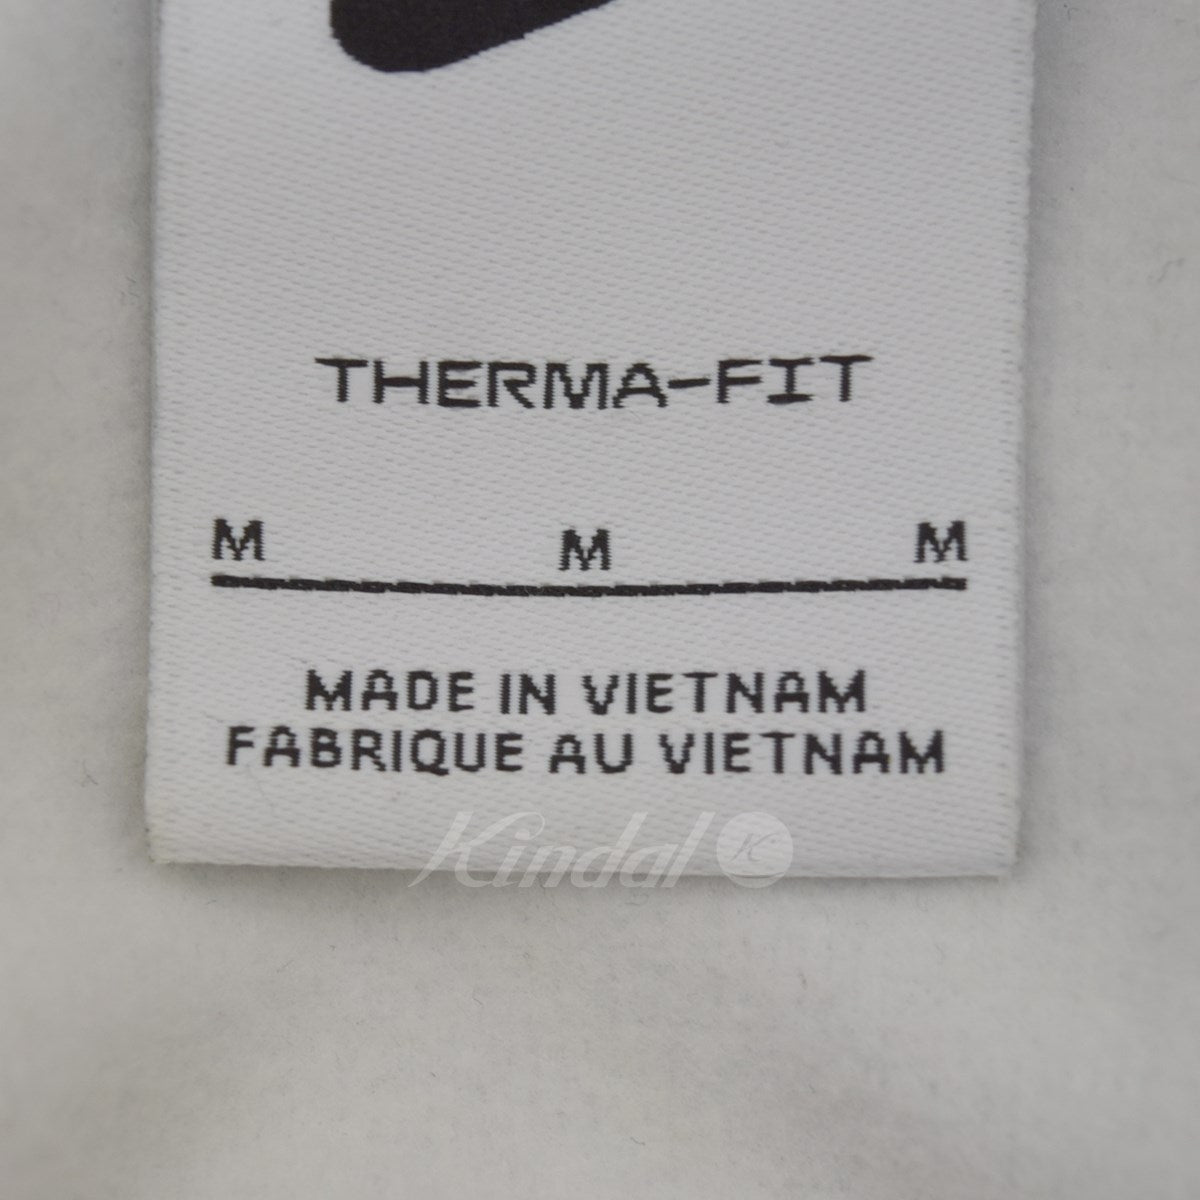 THERMA-FIT
M M M
MADE IN VIETNAM
FABRIQUE AU VIETNAM
Kindal K